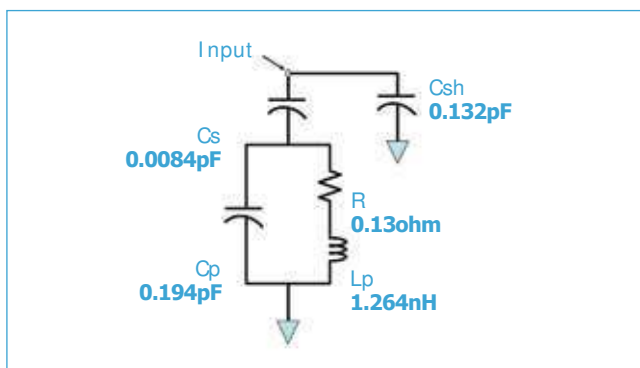 Input
Csh
0.132pF
Cs
0.0084pF
R
0.13ohm
Cp
0.194pF
Lp
1.264nH